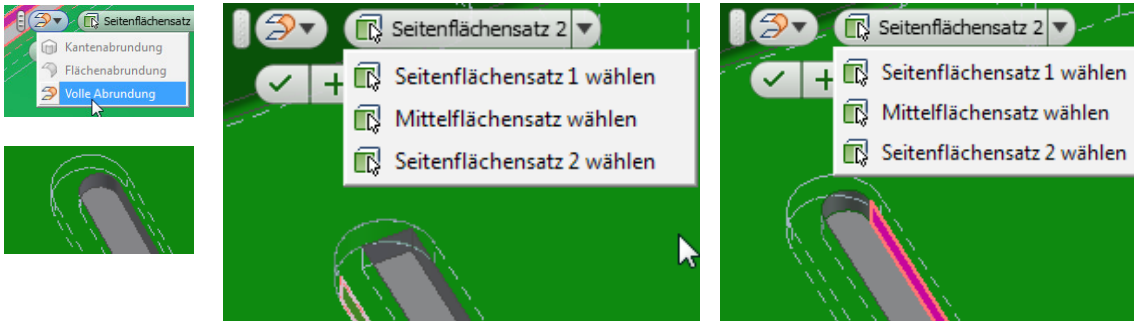 Seitenflächensatz
Kantenabrundung
Flächenabrundung
Volle Abrundung
Seitenflächensatz 2
Seitenflächensatz 1 wählen
Mittelflächensatz wählen
Seitenflächensatz 2 wählen
Seitenflächensatz 2
Seitenflächensatz 1 wählen
Mittelflächensatz wählen
Seitenflächensatz 2 wählen